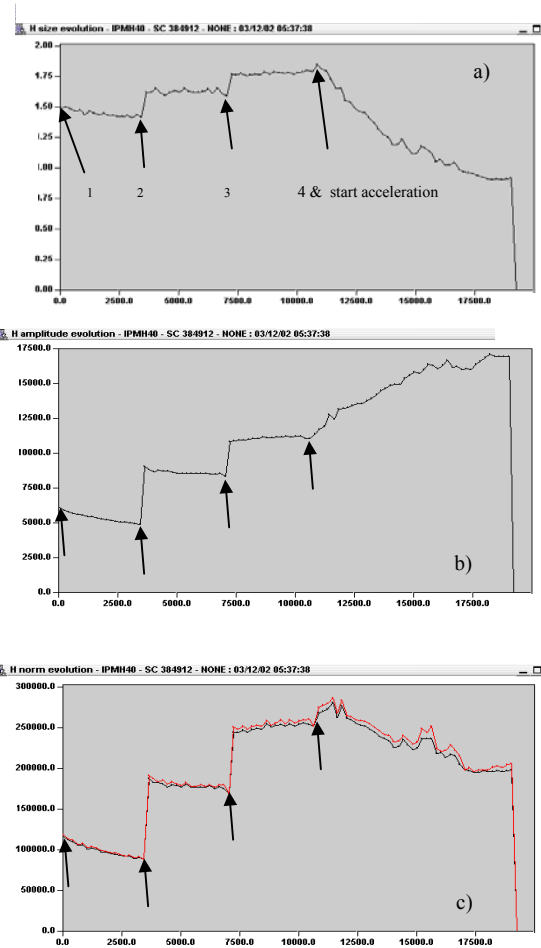 H size evolution - IPMH40 - SC 384912 - NONE : 03/12/02 05:37:38
2.00
a)
1.75
1.50
1.25
1.00
0.75
1 2 3 4 & start acceleration
0.50
0.25
0.00
0.0 2500.0 5000.0 7500.0 10000.0 12500.0 15000.0 17500.0
H amplitude evolution - IPMH40 - SC 384912 - NONE : 03/12/02 05:37:38
17500.0
15000.0
12500.0
10000.0
7500.0
5000.0
2500.0
b)
0.0
0.0 2500.0 5000.0 7500.0 10000.0 12500.0 15000.0 17500.0
H norm evolution - IPMH40 - SC 384912 - NONE : 03/12/02 05:37:38
300000.0
250000.0
200000.0
150000.0
100000.0
50000.0
c)
0.0
0.0 2500.0 5000.0 7500.0 10000.0 12500.0 15000.0 17500.0